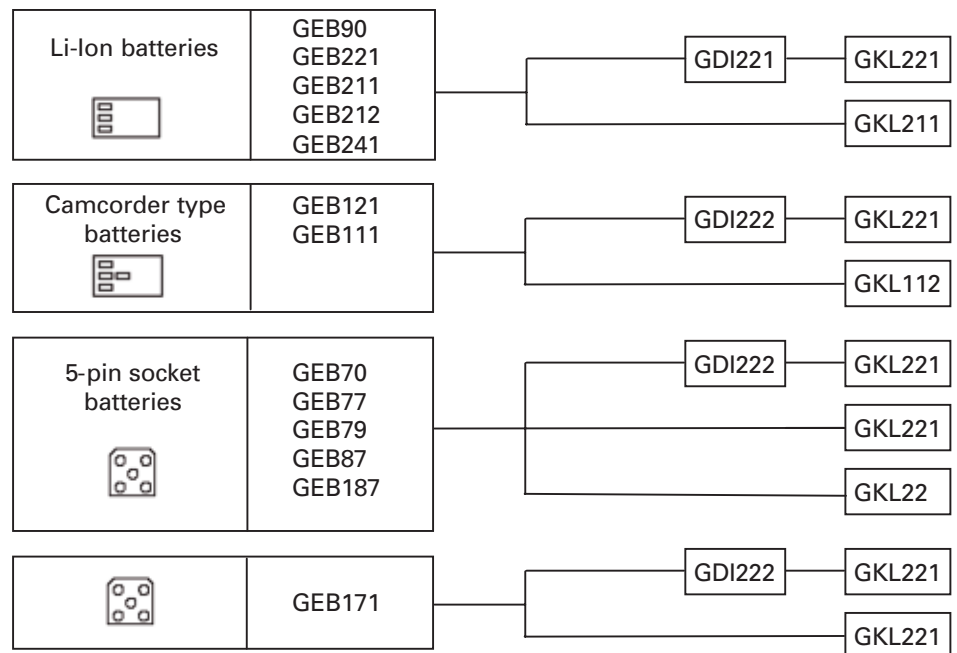 Li-Ion batteries
GEB90
GEB221
GEB211
GEB212
GEB241
GDI221
GKL221
GKL211
Camcorder type
batteries
GEB121
GEB111
GDI222
GKL221
GKL112
5-pin socket
batteries
GEB70
GEB77
GEB79
GEB87
GEB187
GDI222
GKL221
GKL221
GKL22
GEB171
GDI222
GKL221
GKL221